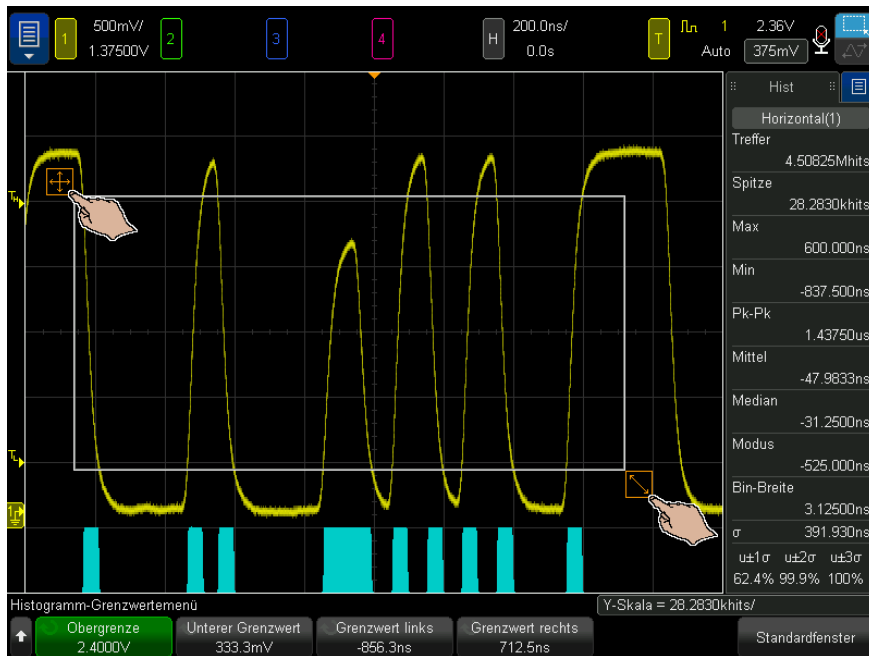 1
500mV/
1.37500V
2
3
4
H
200.0ns/
0.0s
T
1
2.36V
Auto
375mV
Hist
Horizontal(1)
Treffer
4.50825Mhits
Spitze
28.2830khits
Max
600.000ns
Min
-837.500ns
Pk-Pk
1.43750us
Mittel
-47.9833ns
Median
-31.2500ns
Modus
-525.000ns
Bin-Breite
3.12500ns
σ
391.930ns
u±1σ u±2σ u±3σ
62.4% 99.9% 100%
TH
TL
1
Histogramm-Grenzwertemenü
Y-Skala = 28.2830khits/
Obergrenze
2.4000V
Unterer Grenzwert
333.3mV
Grenzwert links
-856.3ns
Grenzwert rechts
712.5ns
Standardfenster